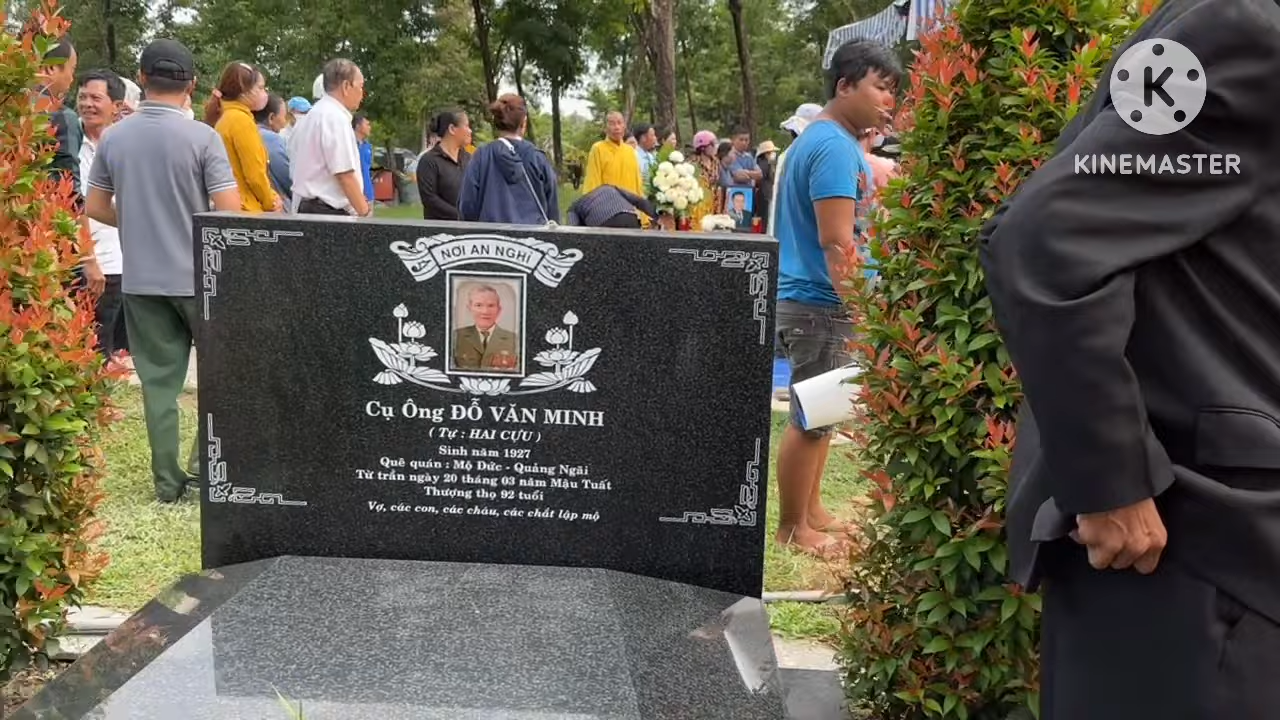 K
KINEMASTER
NƠI AN NGHỈ
Cụ Ông ĐỖ VĂN MINH
( Tự : HAI CỰU )
Sinh năm 1927
Quê quán : Mộ Đức - Quảng Ngãi
Từ trần ngày 20 tháng 03 năm Mậu Tuất
Thượng thọ 92 tuổi
Vợ, các con, các cháu, các chắt lập mộ